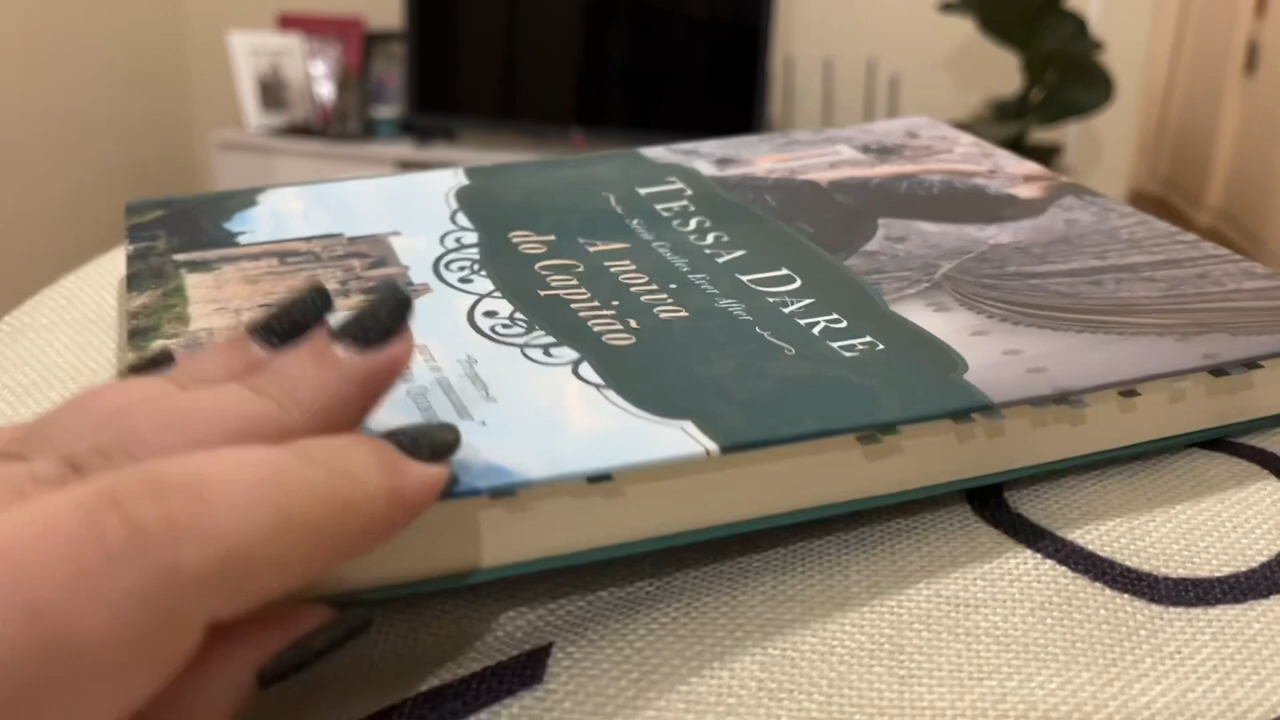 TESSA DARE
Série Castles Ever After
A noiva
do Capitão